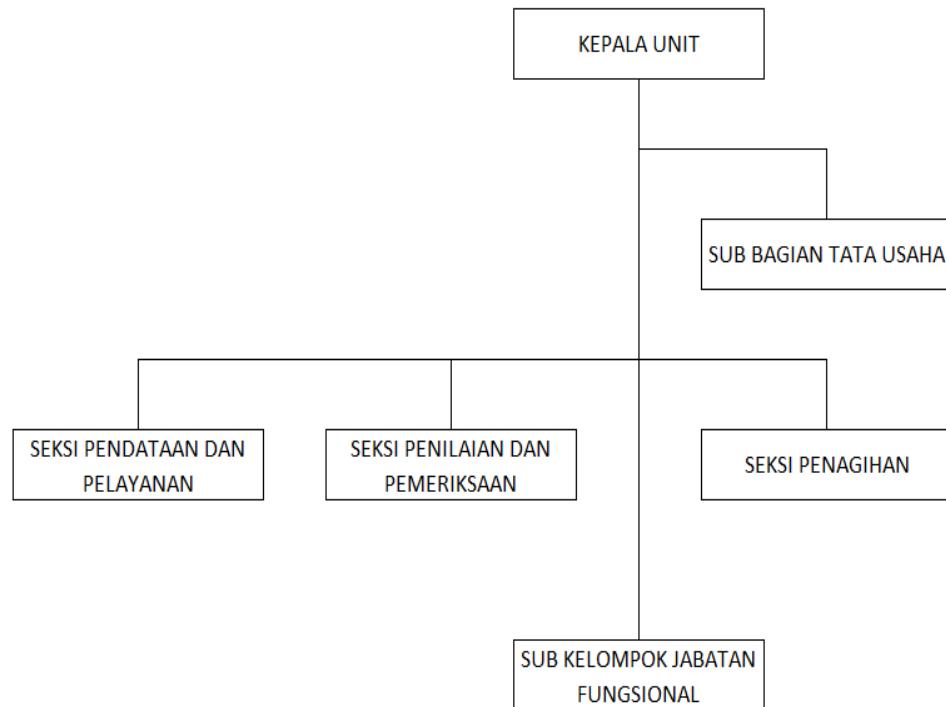 KEPALA UNIT
SUB BAGIAN TATA USAHA
SEKSI PENDATAAN DAN
PELAYANAN
SEKSI PENILAIAN DAN
PEMERIKSAAN
SEKSI PENAGIHAN
SUB KELOMPOK JABATAN
FUNGSIONAL